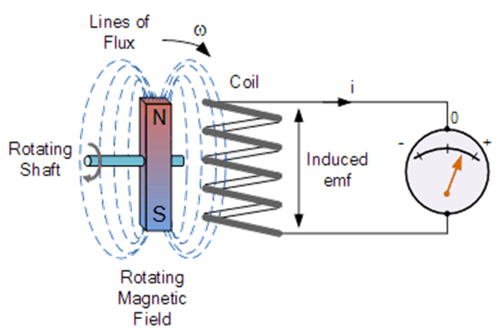 Lines of
Flux
ω
Coil
i
0
N
-
+
Rotating
Shaft
Induced
emf
S
Rotating
Magnetic
Field